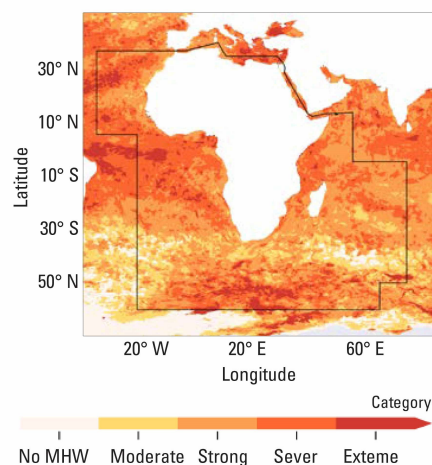 30° N
10° N
10° S
30° S
50° N
Latitude
20° W 20° E 60° E
Longitude
Category
No MHW Moderate Strong Sever Exteme